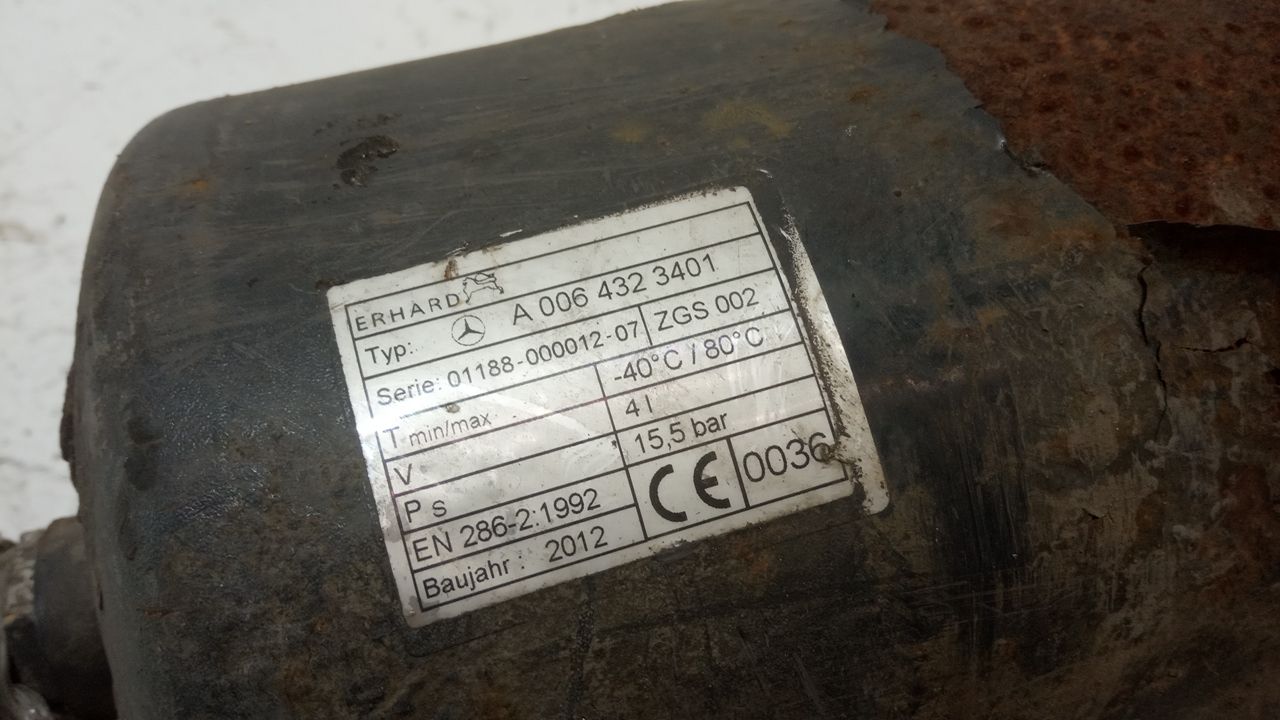 ERHARD
Typ: A 006 432 3401
Serie: 01188-000012-07 ZGS 002
T min/max -40°C / 80°C
V 4 l
P s 15,5 bar
EN 286-2:1992 CE 0036
Baujahr: 2012